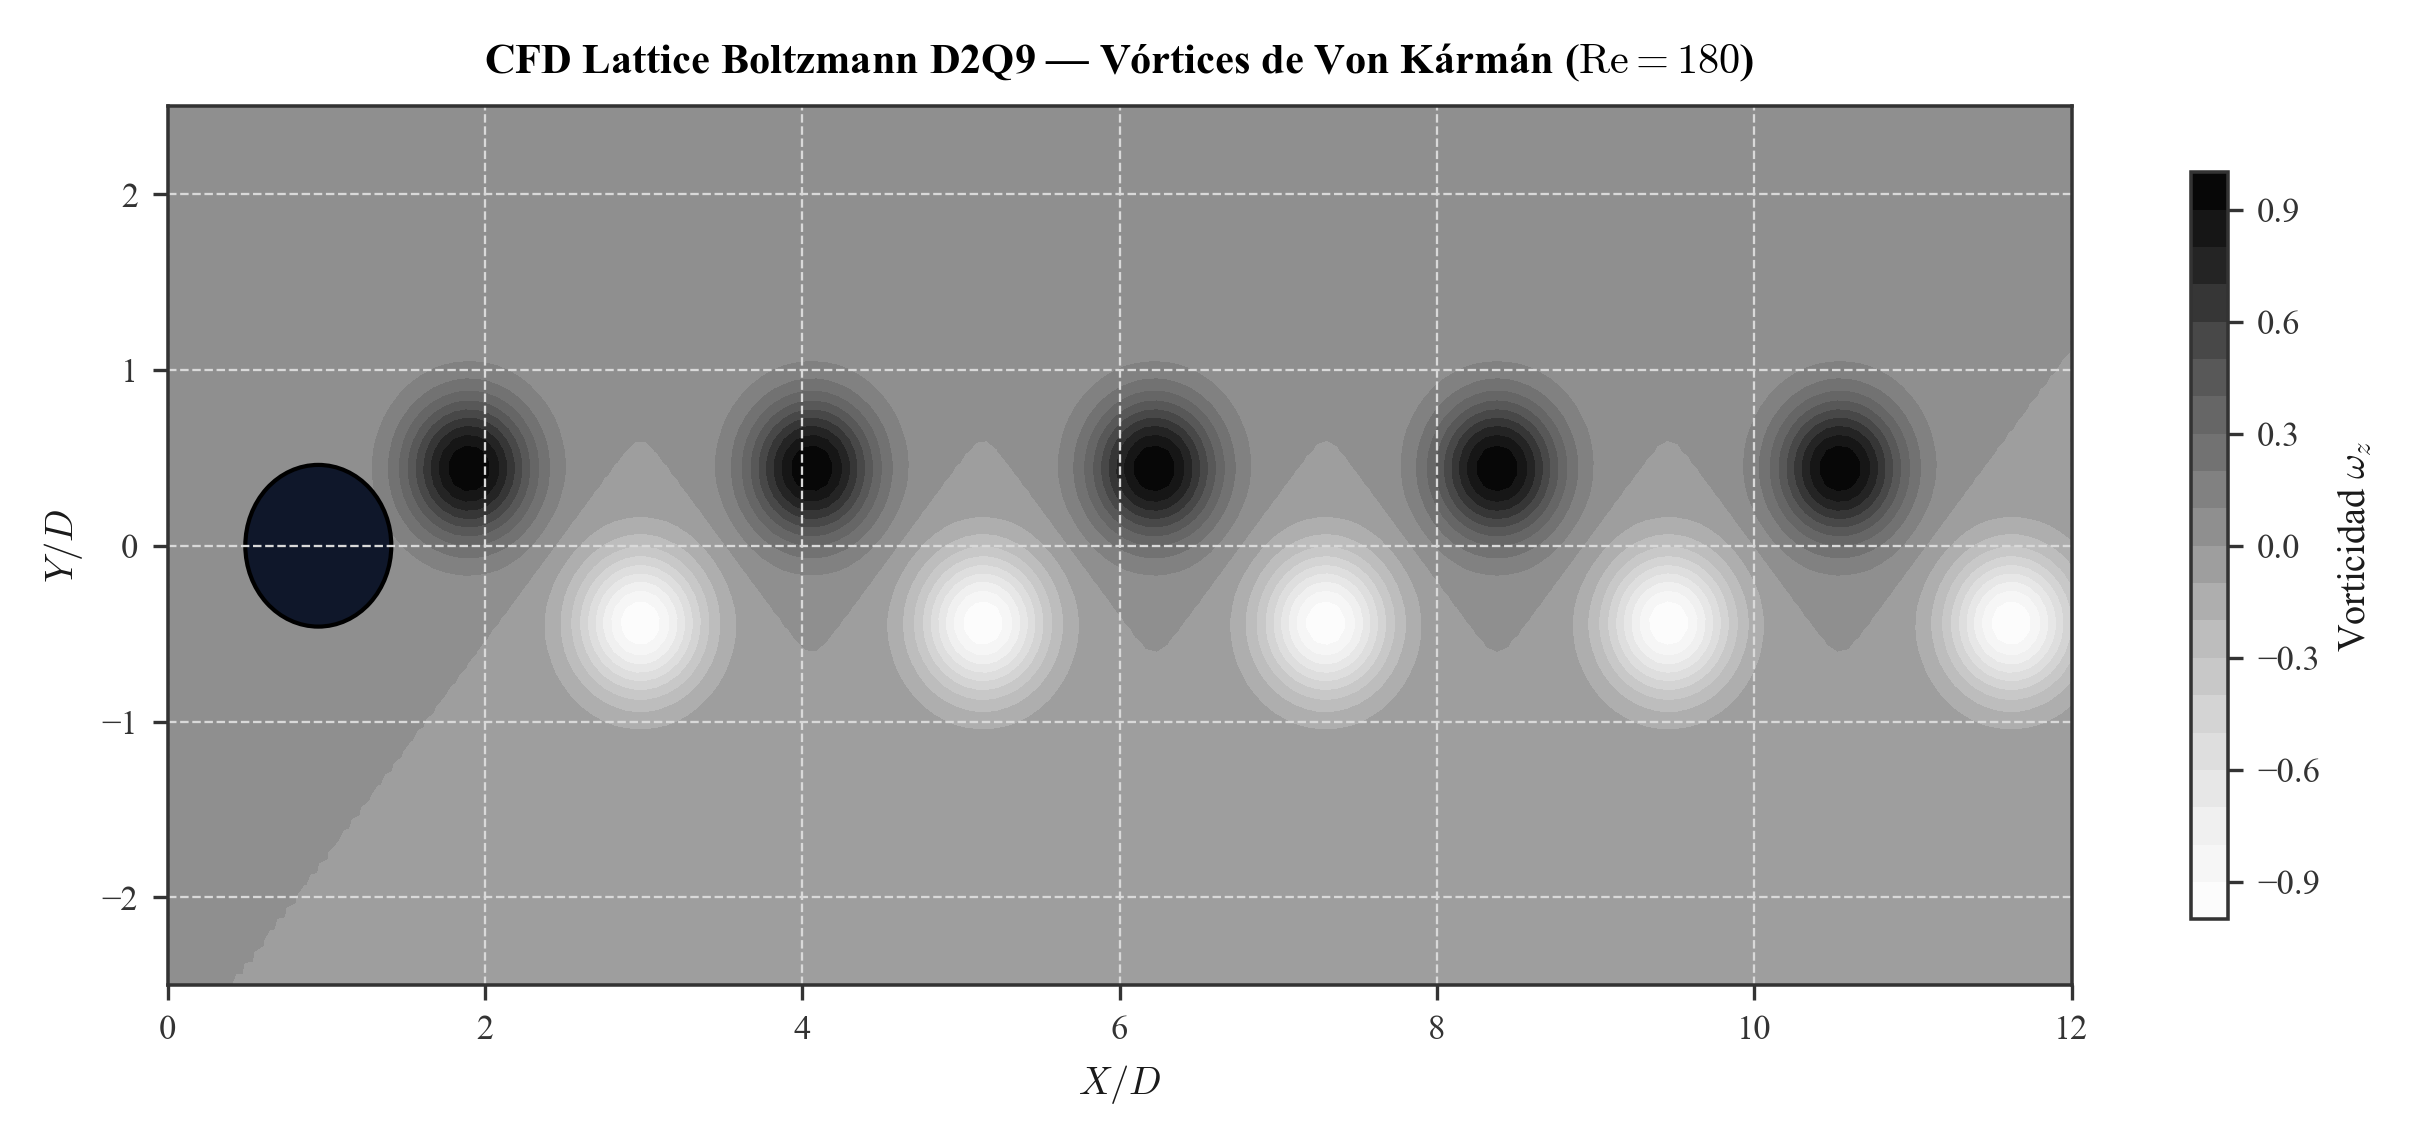 CFD Lattice Boltzmann D2Q9 — Vórtices de Von Kármán (Re = 180)
2
1
0
−1
−2
Y/D
0 2 4 6 8 10 12
X/D
0.9
0.6
0.3
0.0
−0.3
−0.6
−0.9
Vorticidad ω_z